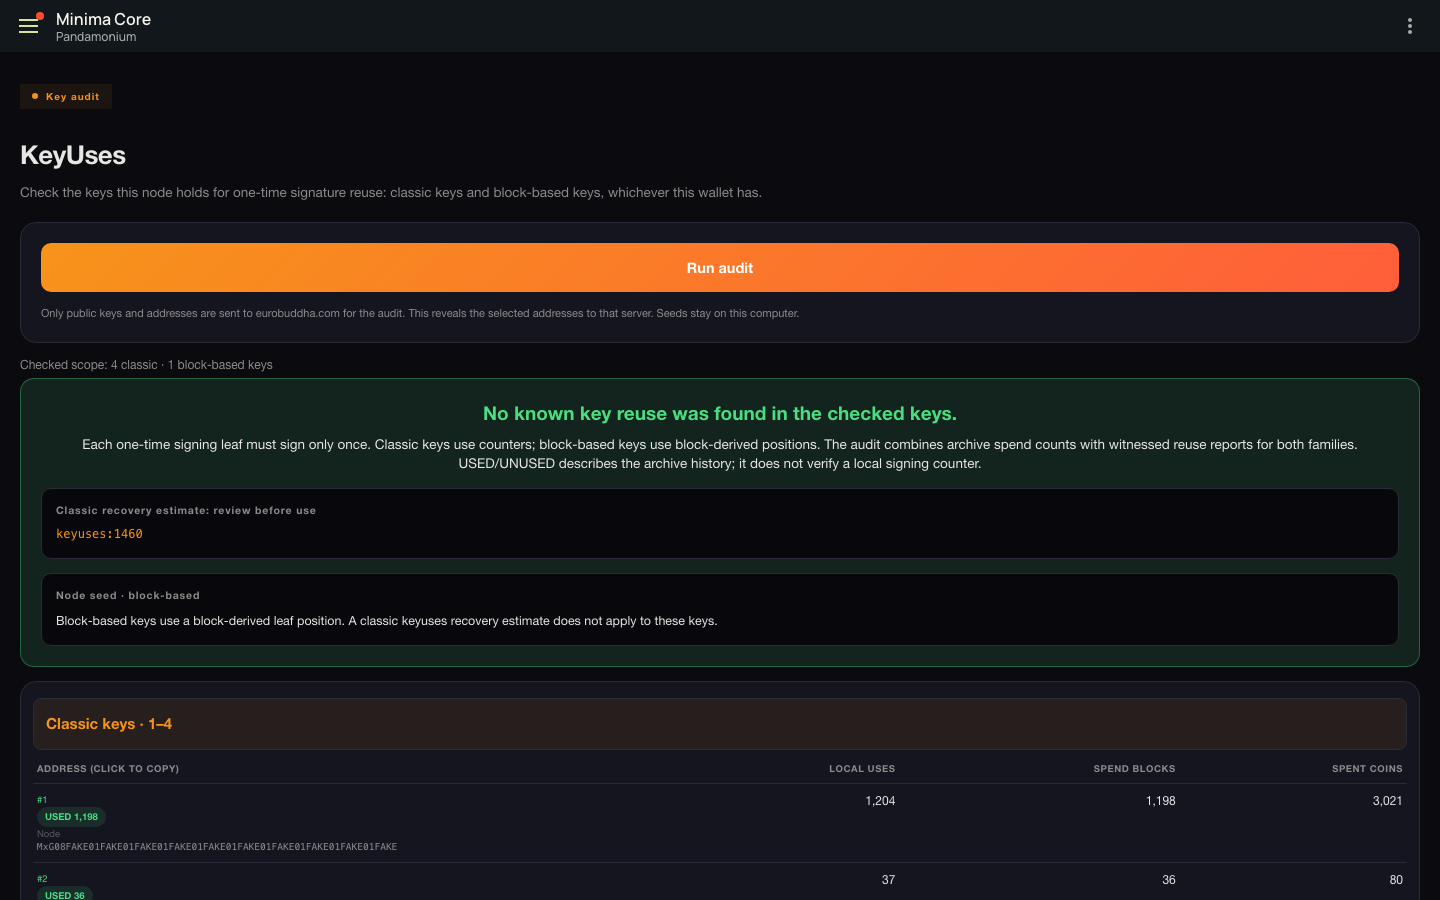 Minima Core
Pandamonium
Key audit
KeyUses
Check the keys this node holds for one-time signature reuse: classic keys and block-based keys, whichever this wallet has.
Run audit
Only public keys and addresses are sent to eurobuddha.com for the audit. This reveals the selected addresses to that server. Seeds stay on this computer.
Checked scope: 4 classic · 1 block-based keys
No known key reuse was found in the checked keys.
Each one-time signing leaf must sign only once. Classic keys use counters; block-based keys use block-derived positions. The audit combines archive spend counts with witnessed reuse reports for both families.
USED/UNUSED describes the archive history; it does not verify a local signing counter.
Classic recovery estimate: review before use
keyuses:1460
Node seed · block-based
Block-based keys use a block-derived leaf position. A classic keyuses recovery estimate does not apply to these keys.
Classic keys · 1–4
ADDRESS (CLICK TO COPY) LOCAL USES SPEND BLOCKS SPENT COINS
#1 1,204 1,198 3,021
USED 1,198
Node
MxG08FAKE01FAKE01FAKE01FAKE01FAKE01FAKE01FAKE01FAKE01FAKE01FAKE
#2 37 36 80
USED 36